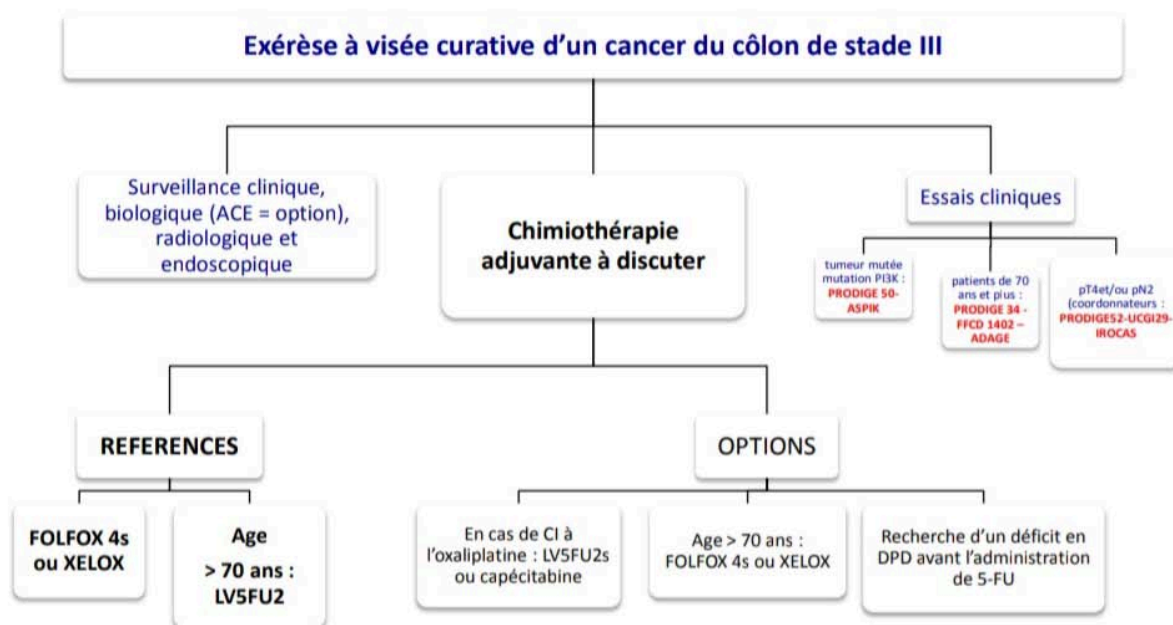 Exérèse à visée curative d'un cancer du côlon de stade III
Surveillance clinique,
biologique (ACE = option),
radiologique et
endoscopique
Chimiothérapie
adjuvante à discuter
Essais cliniques
tumeur mutée
mutation PI3K :
PRODIGE 50-
ASPIK
patients de 70
ans et plus :
PRODIGE 34 -
FFCD 1402 –
ADAGE
pT4et/ou pN2
(coordonnateurs :
PRODIGE52-UCGI29-
IROCAS
REFERENCES
FOLFOX 4s
ou XELOX
Age
> 70 ans :
LV5FU2
OPTIONS
En cas de CI à
l'oxaliplatine : LV5FU2s
ou capécitabine
Age > 70 ans :
FOLFOX 4s ou XELOX
Recherche d'un déficit en
DPD avant l'administration
de 5-FU